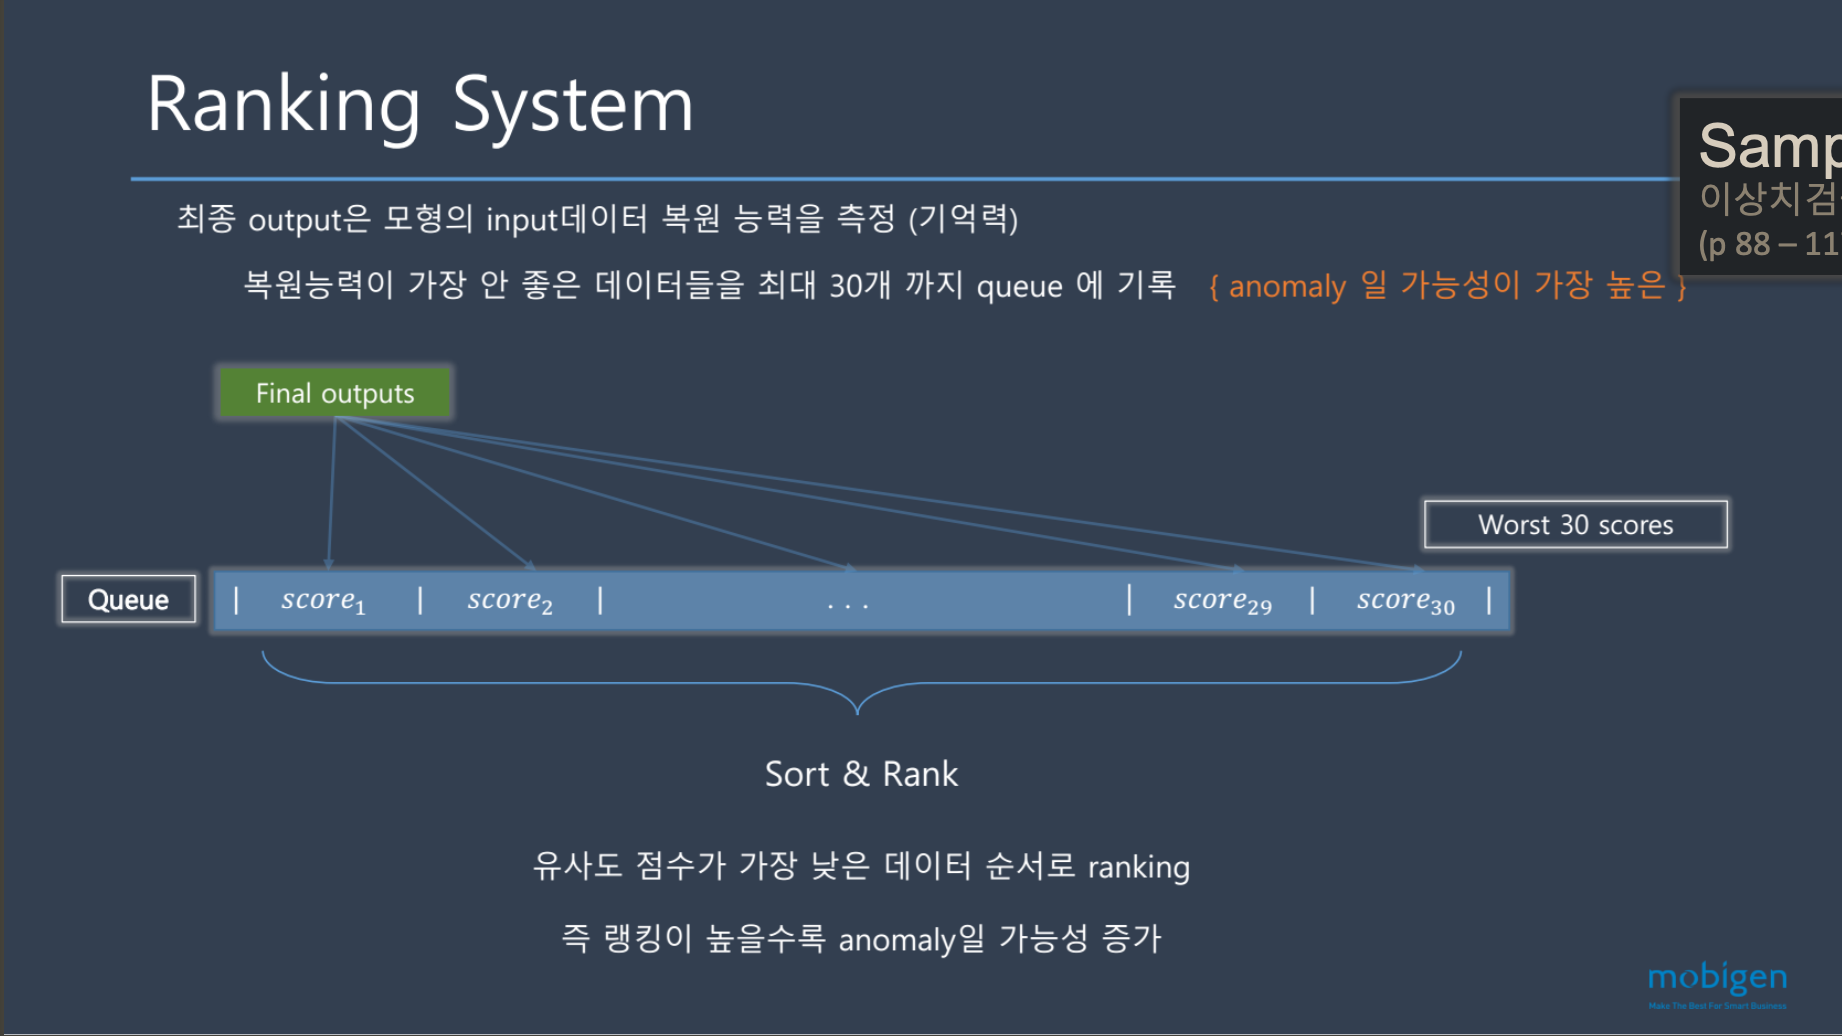 Ranking System
최종 output은 모형의 input데이터 복원 능력을 측정 (기억력)
복원능력이 가장 안 좋은 데이터들을 최대 30개 까지 queue 에 기록 { anomaly 일 가능성이 가장 높은 }
Samp
이상치검
(p 88 – 11
Final outputs
Worst 30 scores
Queue
| score₁ | score₂ | . . . | score₂₉ | score₃₀ |
Sort & Rank
유사도 점수가 가장 낮은 데이터 순서로 ranking
즉 랭킹이 높을수록 anomaly일 가능성 증가
mobigen
Make The Best For Smart Business